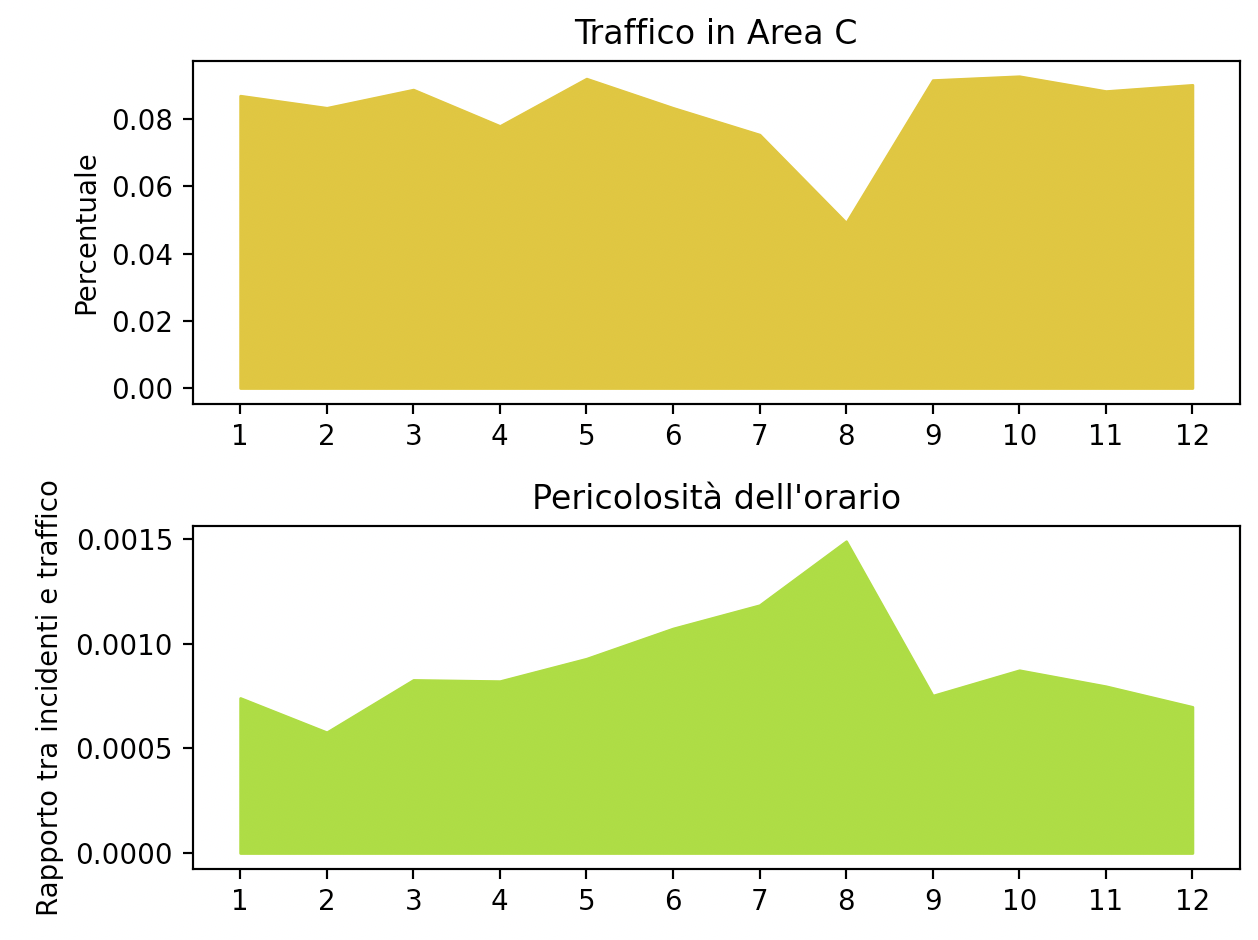 Traffico in Area C
Percentuale
0.08
0.06
0.04
0.02
0.00
1 2 3 4 5 6 7 8 9 10 11 12
Pericolosità dell'orario
Rapporto tra incidenti e traffico
0.0015
0.0010
0.0005
0.0000
1 2 3 4 5 6 7 8 9 10 11 12